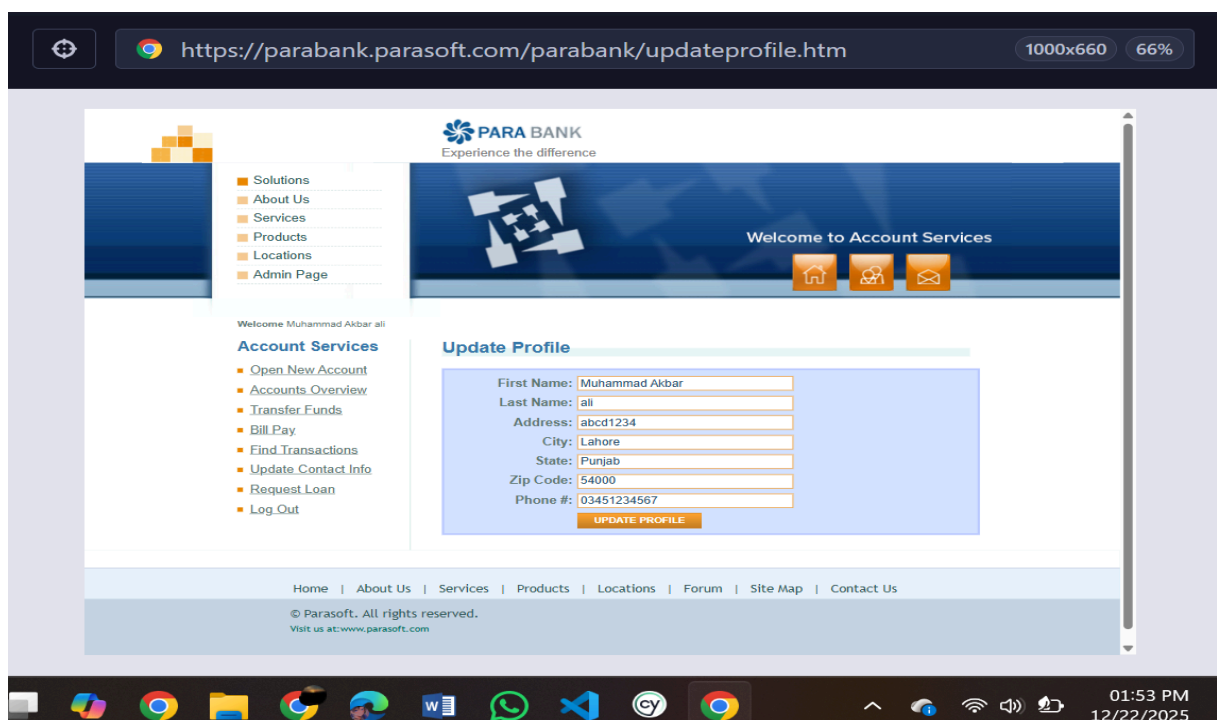 https://parabank.parasoft.com/parabank/updateprofile.htm 1000x660 66%
PARA BANK
Experience the difference
Solutions
About Us
Services
Products
Locations
Admin Page
Welcome to Account Services
Welcome Muhammad Akbar ali
Account Services
Open New Account
Accounts Overview
Transfer Funds
Bill Pay
Find Transactions
Update Contact Info
Request Loan
Log Out
Update Profile
First Name: Muhammad Akbar
Last Name: ali
Address: abcd1234
City: Lahore
State: Punjab
Zip Code: 54000
Phone #: 03451234567
UPDATE PROFILE
Home | About Us | Services | Products | Locations | Forum | Site Map | Contact Us
© Parasoft. All rights reserved.
Visit us at:www.parasoft.com
W
CY
01:53 PM
12/22/2025